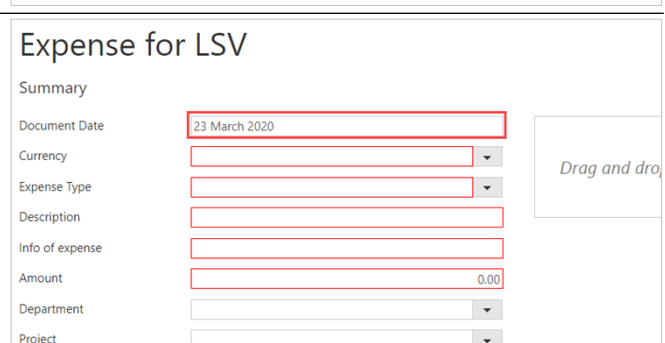 Expense for LSV
Summary
Document Date 23 March 2020
Currency
Drag and drop
Expense Type
Description
Info of expense
Amount 0.00
Department
Project